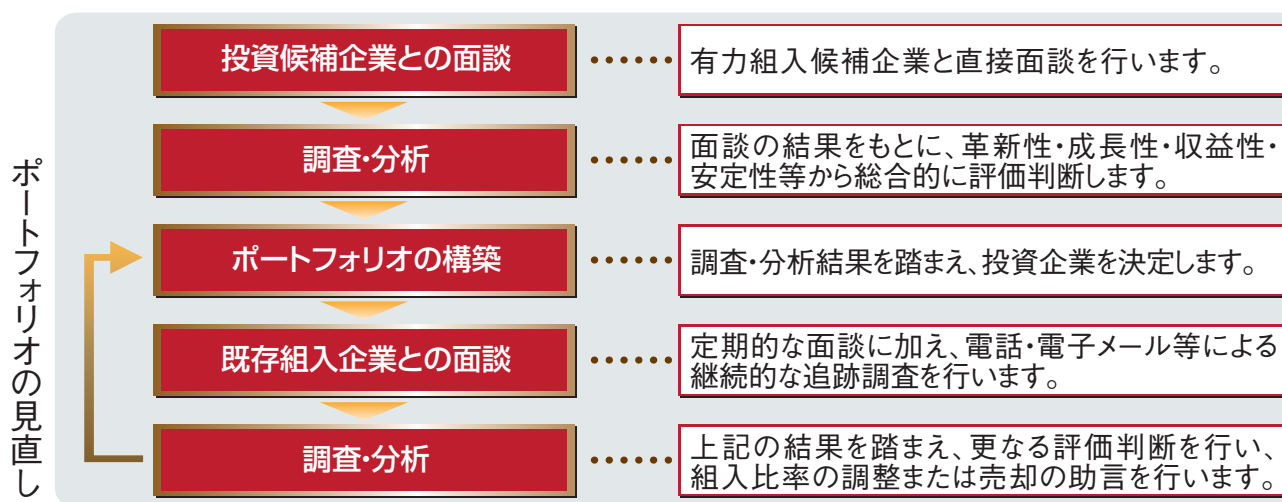 投資候補企業との面談
有力組入候補企業と直接面談を行います。
調査・分析
面談の結果をもとに、革新性・成長性・収益性・
安定性等から総合的に評価判断します。
ポートフォリオの構築
調査・分析結果を踏まえ、投資企業を決定します。
既存組入企業との面談
定期的な面談に加え、電話・電子メール等による
継続的な追跡調査を行います。
調査・分析
上記の結果を踏まえ、更なる評価判断を行い、
組入比率の調整または売却の助言を行います。
ポートフォリオの見直し